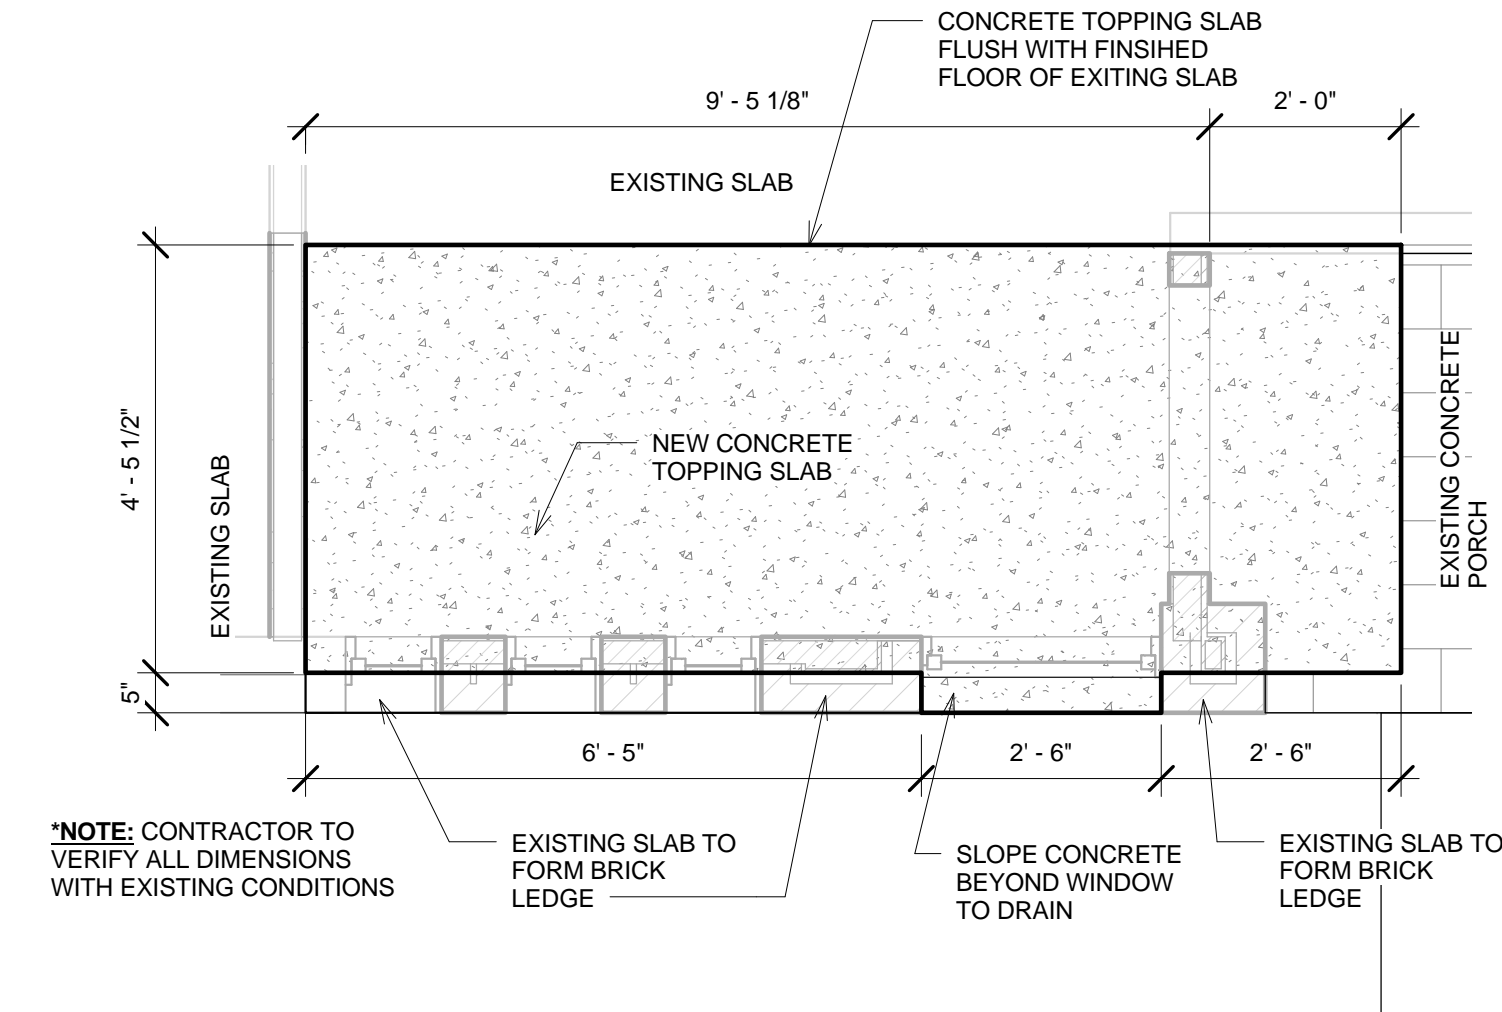 CONCRETE TOPPING SLAB
FLUSH WITH FINSIHED
FLOOR OF EXITING SLAB
9' - 5 1/8"
2' - 0"
EXISTING SLAB
4' - 5 1/2"
5"
EXISTING SLAB
NEW CONCRETE
TOPPING SLAB
EXISTING CONCRETE
PORCH
6' - 5"
2' - 6"
2' - 6"
*NOTE: CONTRACTOR TO
VERIFY ALL DIMENSIONS
WITH EXISTING CONDITIONS
EXISTING SLAB TO
FORM BRICK
LEDGE
SLOPE CONCRETE
BEYOND WINDOW
TO DRAIN
EXISTING SLAB TO
FORM BRICK
LEDGE